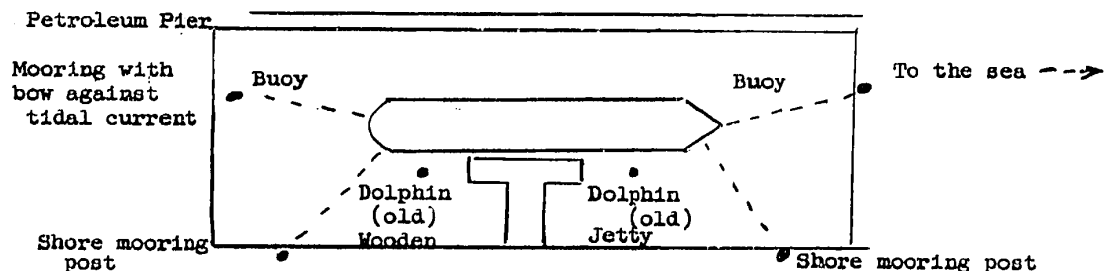 Petroleum Pier
Mooring with
bow against
tidal current
Buoy
Buoy
To the sea
Dolphin
(old)
Wooden
Dolphin
(old)
Jetty
Shore mooring
post
Shore mooring post